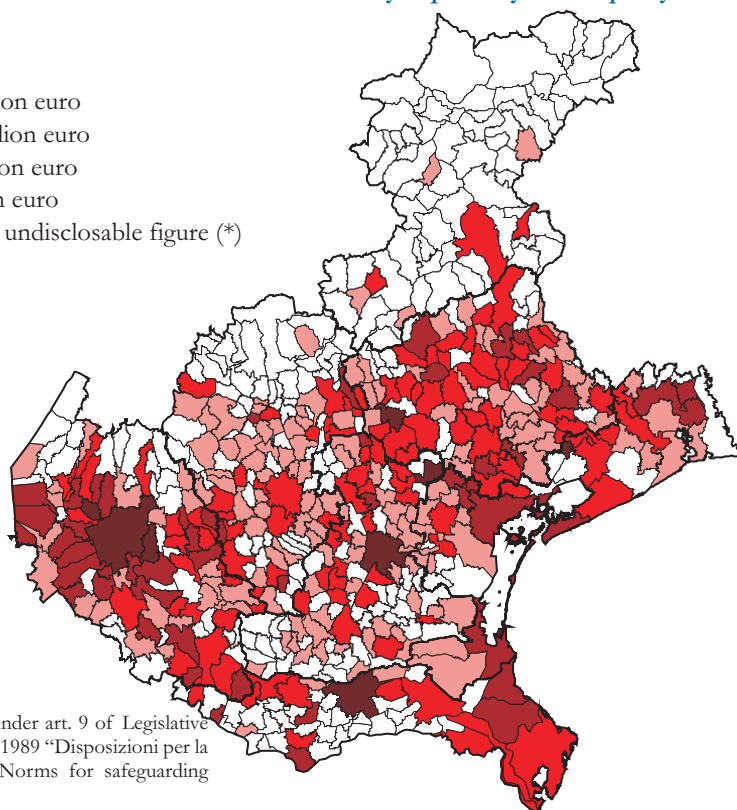 on euro
lion euro
on euro
n euro
undisclosable figure (*)
nder art. 9 of Legislative
1989 “Disposizioni per la
Norms for safeguarding